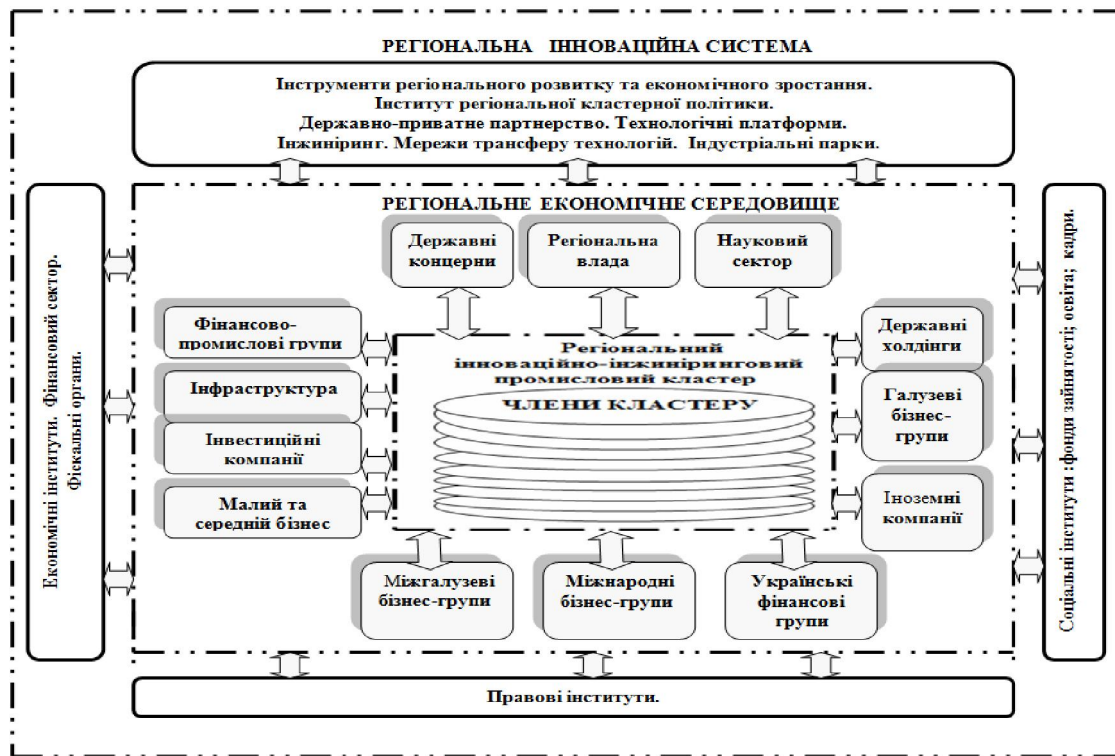 РЕГІОНАЛЬНА ІННОВАЦІЙНА СИСТЕМА
Інструменти регіонального розвитку та економічного зростання.
Інститут регіональної кластерної політики.
Державно-приватне партнерство. Технологічні платформи.
Інжиніринг. Мережи трансферу технологій. Індустріальні парки.
Економічні інститути. Фінансовий сектор.
Фіскальні органи.
РЕГІОНАЛЬНЕ ЕКОНОМІЧНЕ СЕРЕДОВИЩЕ
Державні
концерни
Регіональна
влада
Науковий
сектор
Фінансово-
промислові групи
Інфраструктура
Інвестиційні
компанії
Малий та
середній бізнес
Регіональний
інноваційно-інжиніринговий
промисловий кластер
ЧЛЕНИ КЛАСТЕРУ
Державні
холдінги
Галузеві
бізнес-
групи
Іноземні
компанії
Міжгалузеві
бізнес-групи
Міжнародні
бізнес-групи
Українські
фінансові
групи
Соціальні інститути :фонди зайнятості; освіта; кадри.
Правові інститути.